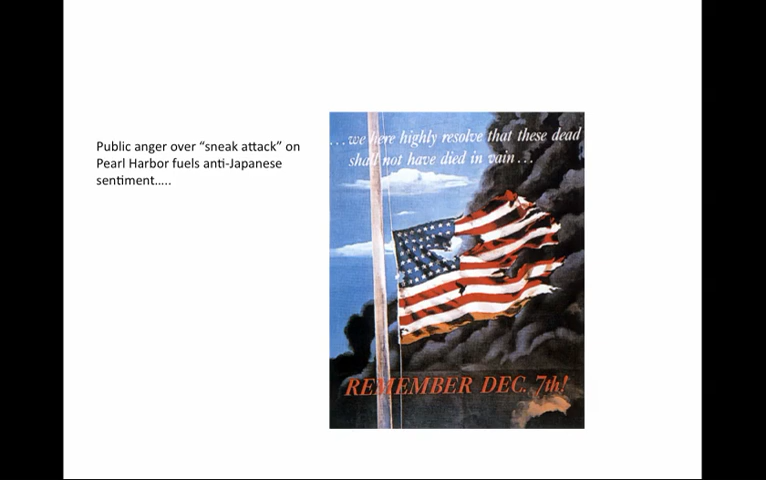 Public anger over “sneak attack” on
Pearl Harbor fuels anti-Japanese
sentiment…..
...we here highly resolve that these dead
shall not have died in vain...
REMEMBER DEC. 7th!